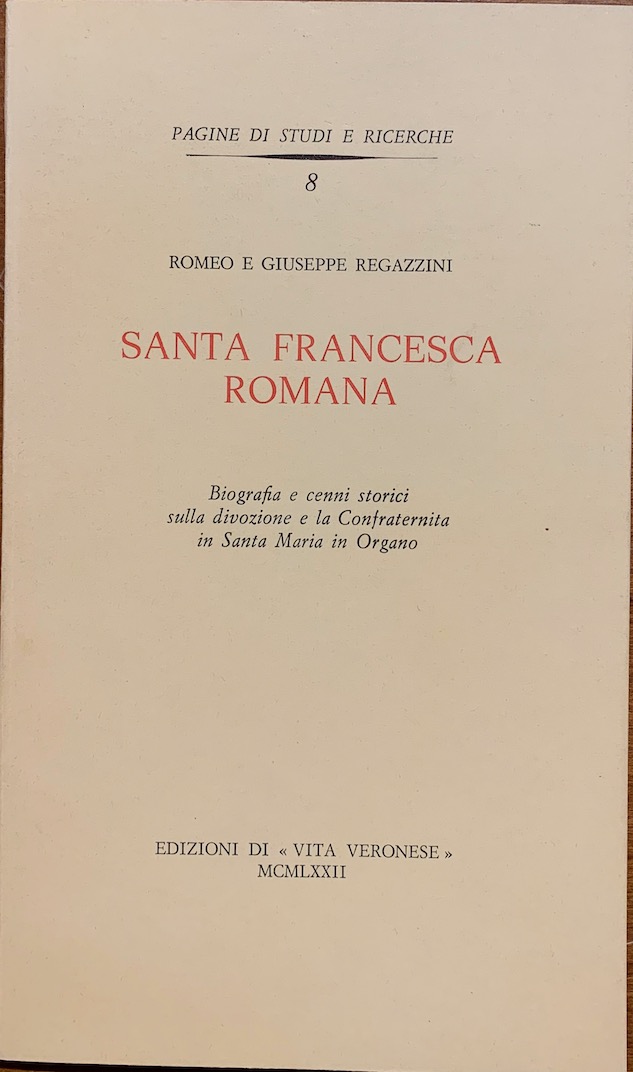 PAGINE DI STUDI E RICERCHE
8
ROMEO E GIUSEPPE REGAZZINI
SANTA FRANCESCA
ROMANA
Biografia e cenni storici
sulla divozione e la Confraternita
in Santa Maria in Organo
EDIZIONI DI « VITA VERONESE »
MCMLXXII